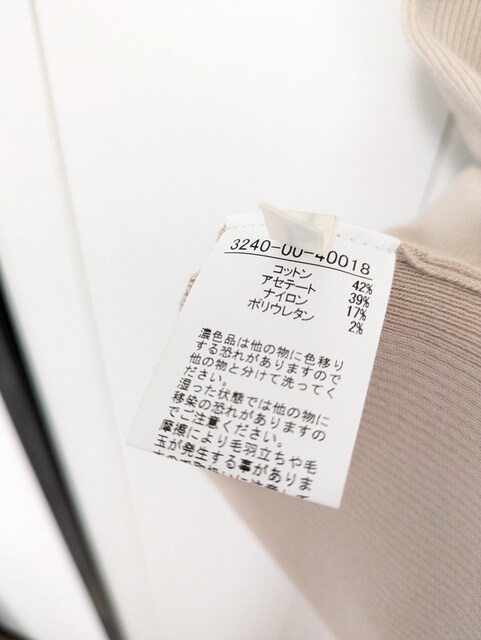 3240-00-40018
コットン 42%
アセテート 39%
ナイロン 17%
ポリウレタン 2%
濃色品は他の物に色移り
する恐れがありますので
他の物と分けて洗ってく
ださい。
湿った状態では他の物に
移染の恐れがありますの
でご注意ください。
摩擦により毛羽立ちや毛
玉が発生する事がありま